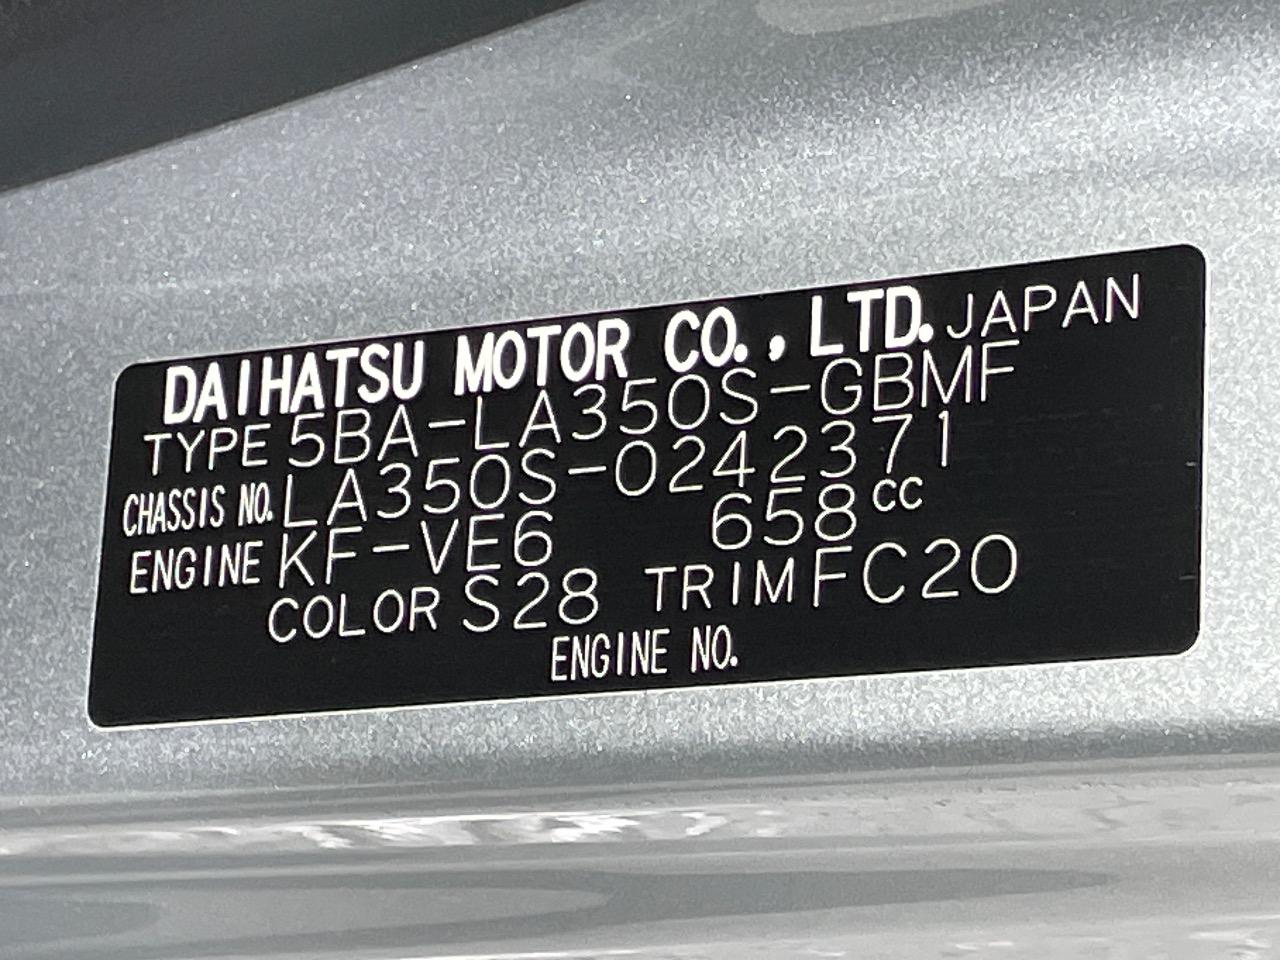 DAIHATSU MOTOR CO., LTD. JAPAN
TYPE 5BA-LA350S-GBMF
CHASSIS NO. LA350S-0242371
ENGINE KF-VE6 658cc
COLOR S28 TRIM FC20
ENGINE NO.